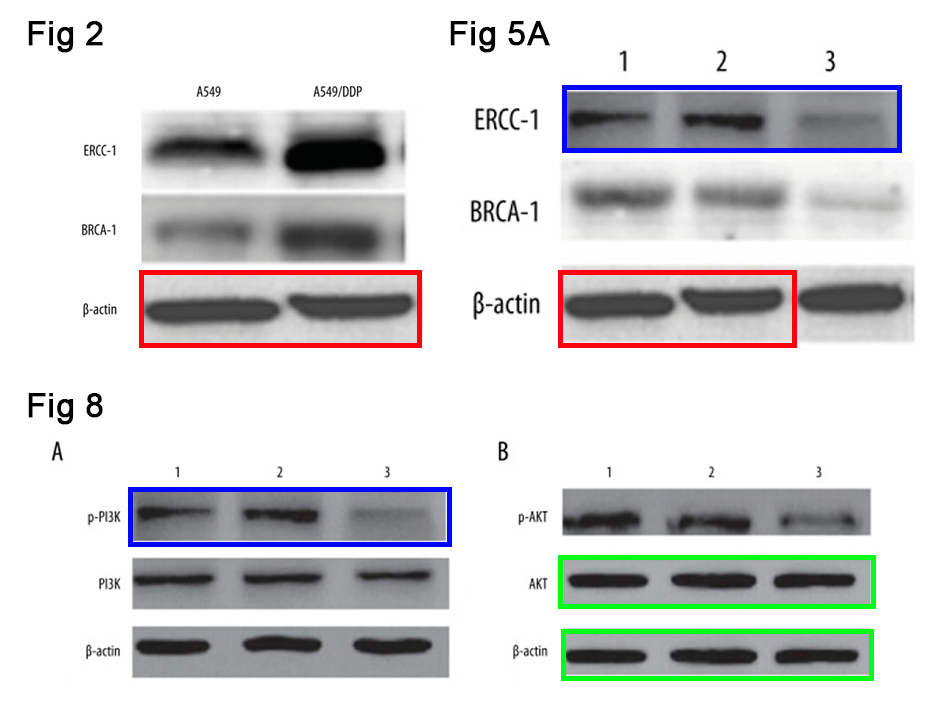 Fig 2
A549 A549/DDP
ERCC-1
BRCA-1
β-actin
Fig 5A
1 2 3
ERCC-1
BRCA-1
β-actin
Fig 8
A
1 2 3
p-PI3K
PI3K
β-actin
B
1 2 3
p-AKT
AKT
β-actin